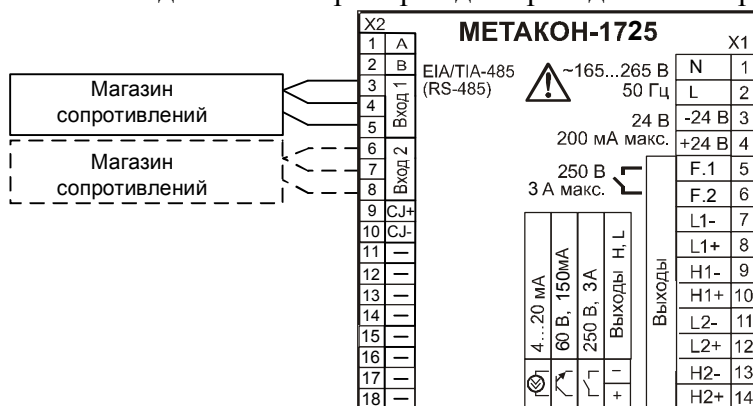 X2
МЕТАКОН-1725
X1
1 A
2 B
3
4
5
Вход 1
6
7
8
Вход 2
9 CJ+
10 CJ-
11 –
12 –
13 –
14 –
15 –
16 –
17 –
18 –
Магазин
сопротивлений
Магазин
сопротивлений
EIA/TIA-485
(RS-485)
~165...265 В
50 Гц
24 В
200 мА макс.
250 В
3 А макс.
4...20 мА
60 В, 150мА
250 В, 3А
Выходы H, L
–
+
Выходы
N 1
L 2
-24 В 3
+24 В 4
F.1 5
F.2 6
L1- 7
L1+ 8
H1- 9
H1+ 10
L2- 11
L2+ 12
H2- 13
H2+ 14